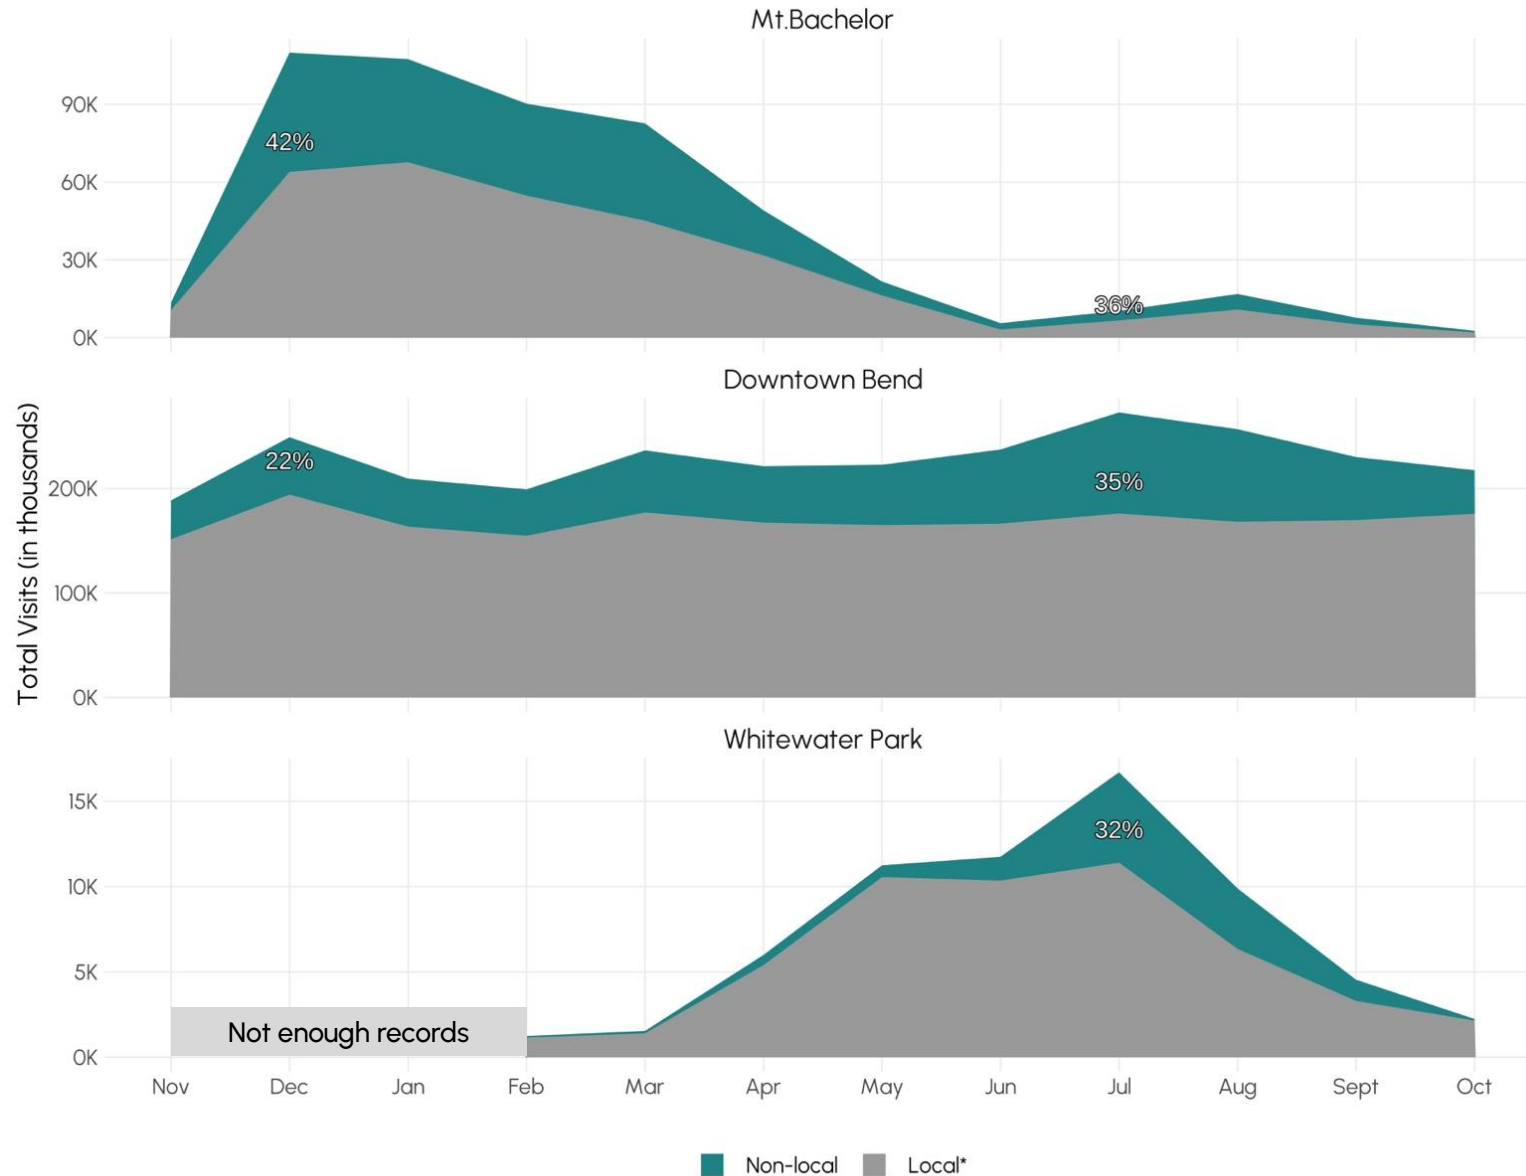 Mt.Bachelor
90K
42%
60K
30K
36%
0K
Downtown Bend
22%
200K
35%
100K
0K
Total Visits (in thousands)
Whitewater Park
15K
32%
10K
5K
Not enough records
0K
Nov Dec Jan Feb Mar Apr May Jun Jul Aug Sept Oct
Non-local Local*